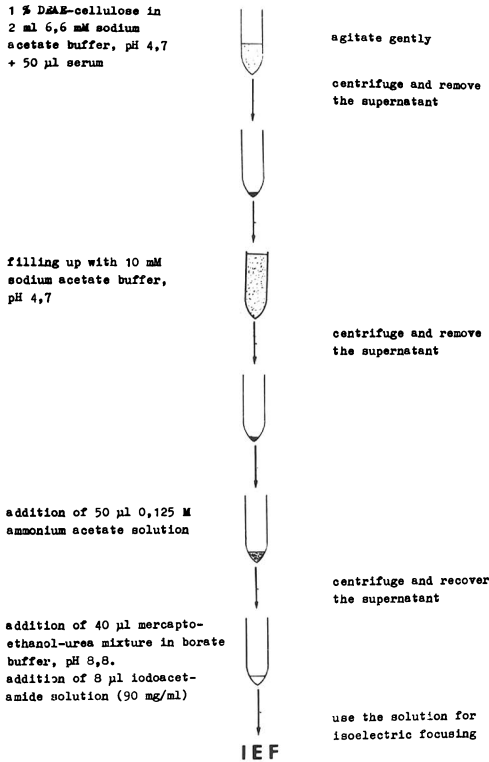 1 % DEAE-cellulose in
2 ml 6,6 mM sodium
acetate buffer, pH 4,7
+ 50 µl serum
agitate gently
centrifuge and remove
the supernatant
filling up with 10 mM
sodium acetate buffer,
pH 4,7
centrifuge and remove
the supernatant
addition of 50 µl 0,125 M
ammonium acetate solution
centrifuge and recover
the supernatant
addition of 40 µl mercapto-
ethanol-urea mixture in borate
buffer, pH 8,8.
addition of 8 µl iodoacet-
amide solution (90 mg/ml)
use the solution for
isoelectric focusing
IEF